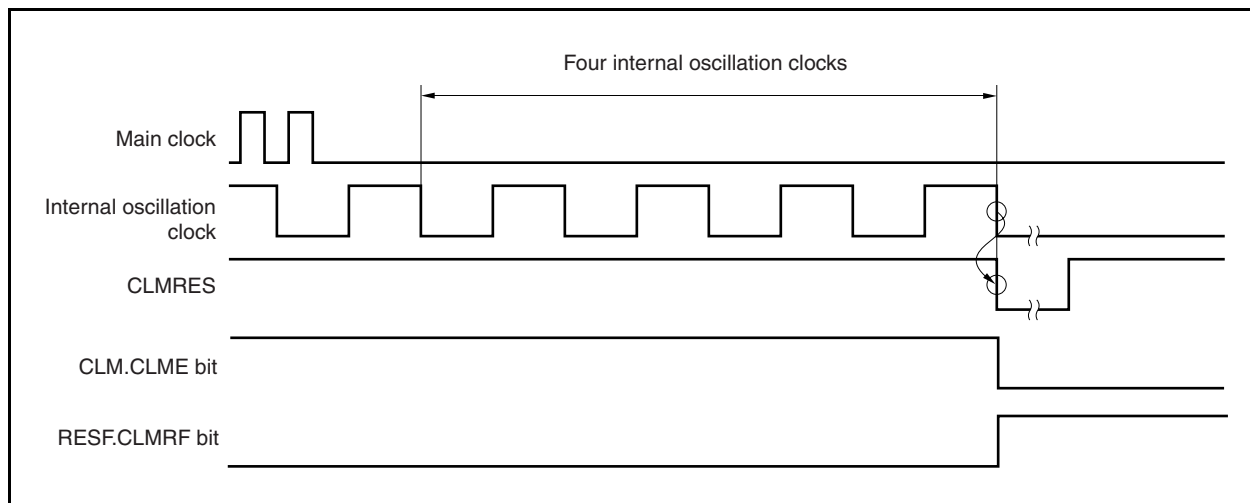 Four internal oscillation clocks
Main clock
Internal oscillation
clock
CLMRES
CLM.CLME bit
RESF.CLMRF bit